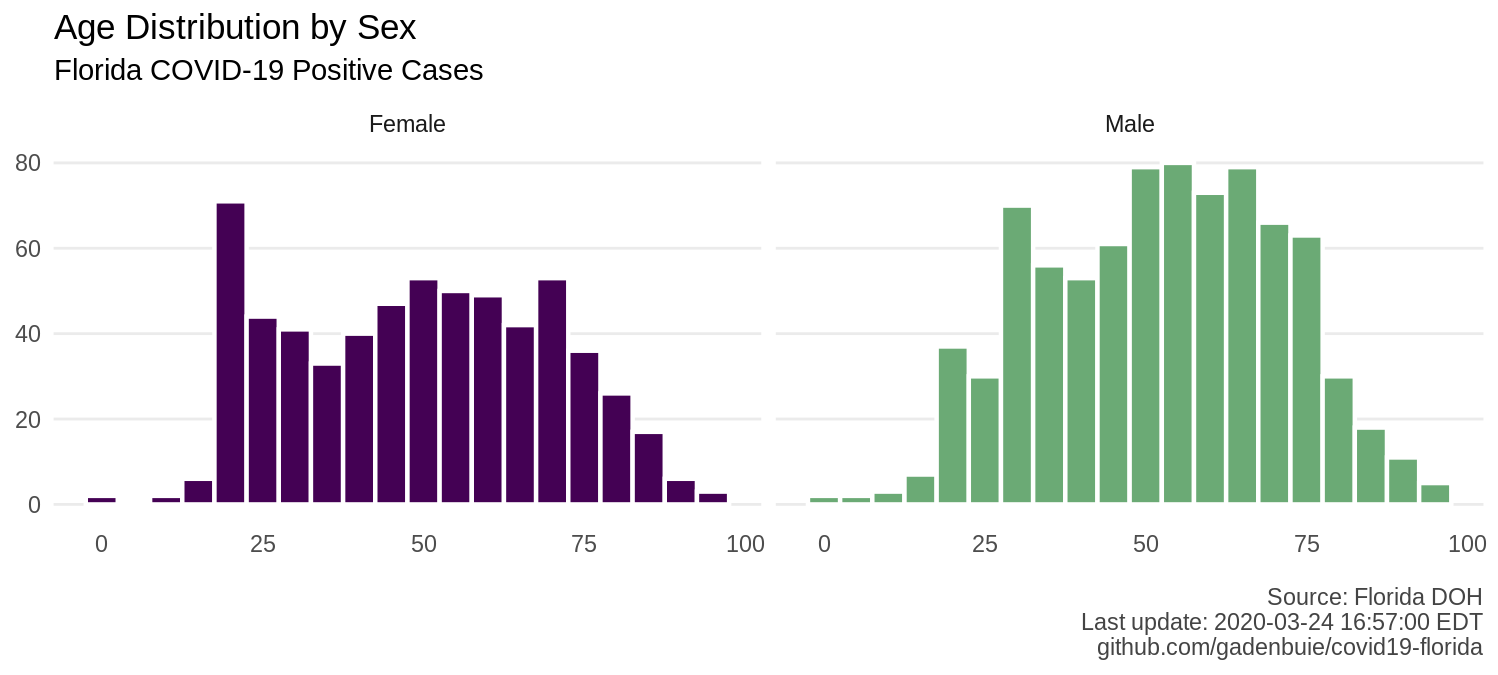 Age Distribution by Sex
Florida COVID-19 Positive Cases
Female
Male
80
60
40
20
0
0 25 50 75 100
0 25 50 75 100
Source: Florida DOH
Last update: 2020-03-24 16:57:00 EDT
github.com/gadenbuie/covid19-florida